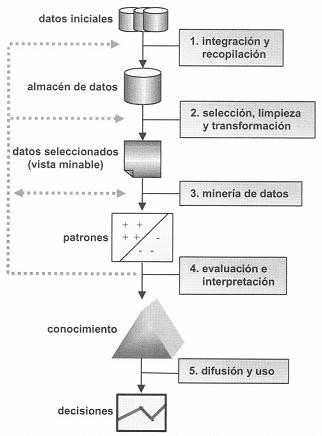 datos iniciales
1. integración y
recopilación
almacén de datos
2. selección, limpieza
y transformación
datos seleccionados
(vista minable)
3. minería de datos
patrones
4. evaluación e
interpretación
conocimiento
5. difusión y uso
decisiones